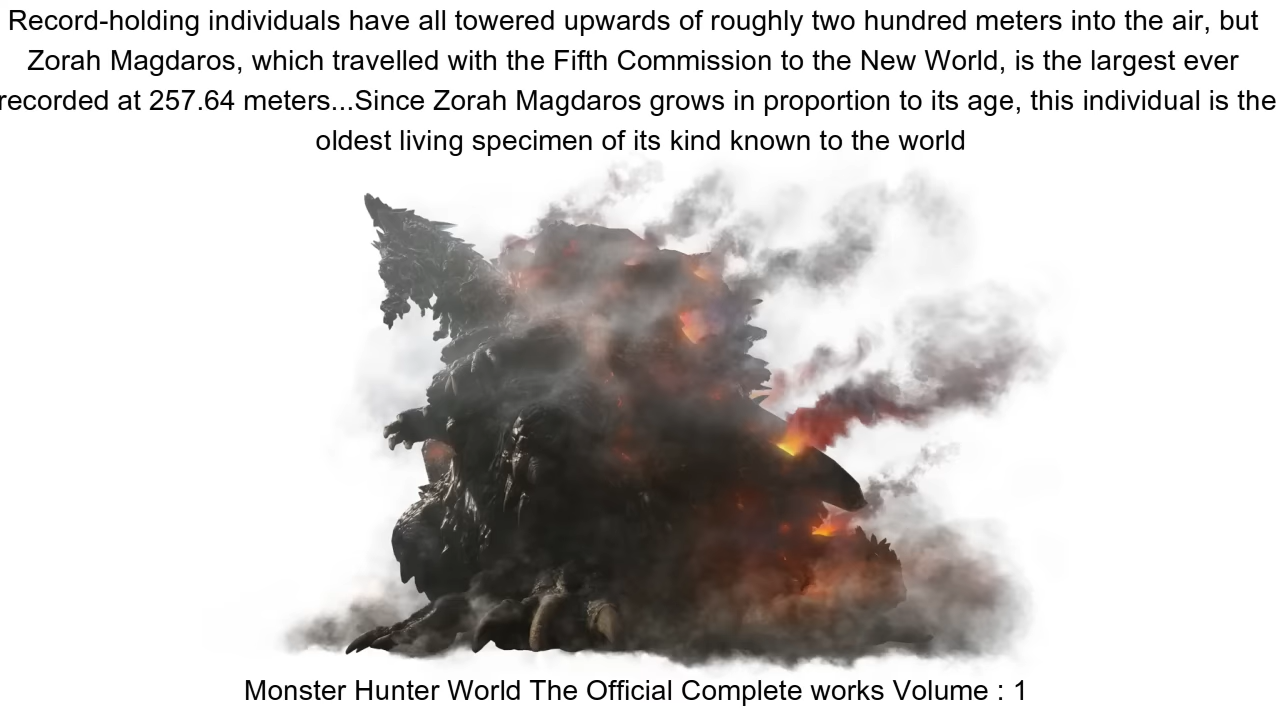 Record-holding individuals have all towered upwards of roughly two hundred meters into the air, but
Zorah Magdaros, which travelled with the Fifth Commission to the New World, is the largest ever
recorded at 257.64 meters...Since Zorah Magdaros grows in proportion to its age, this individual is the
oldest living specimen of its kind known to the world
Monster Hunter World The Official Complete works Volume : 1